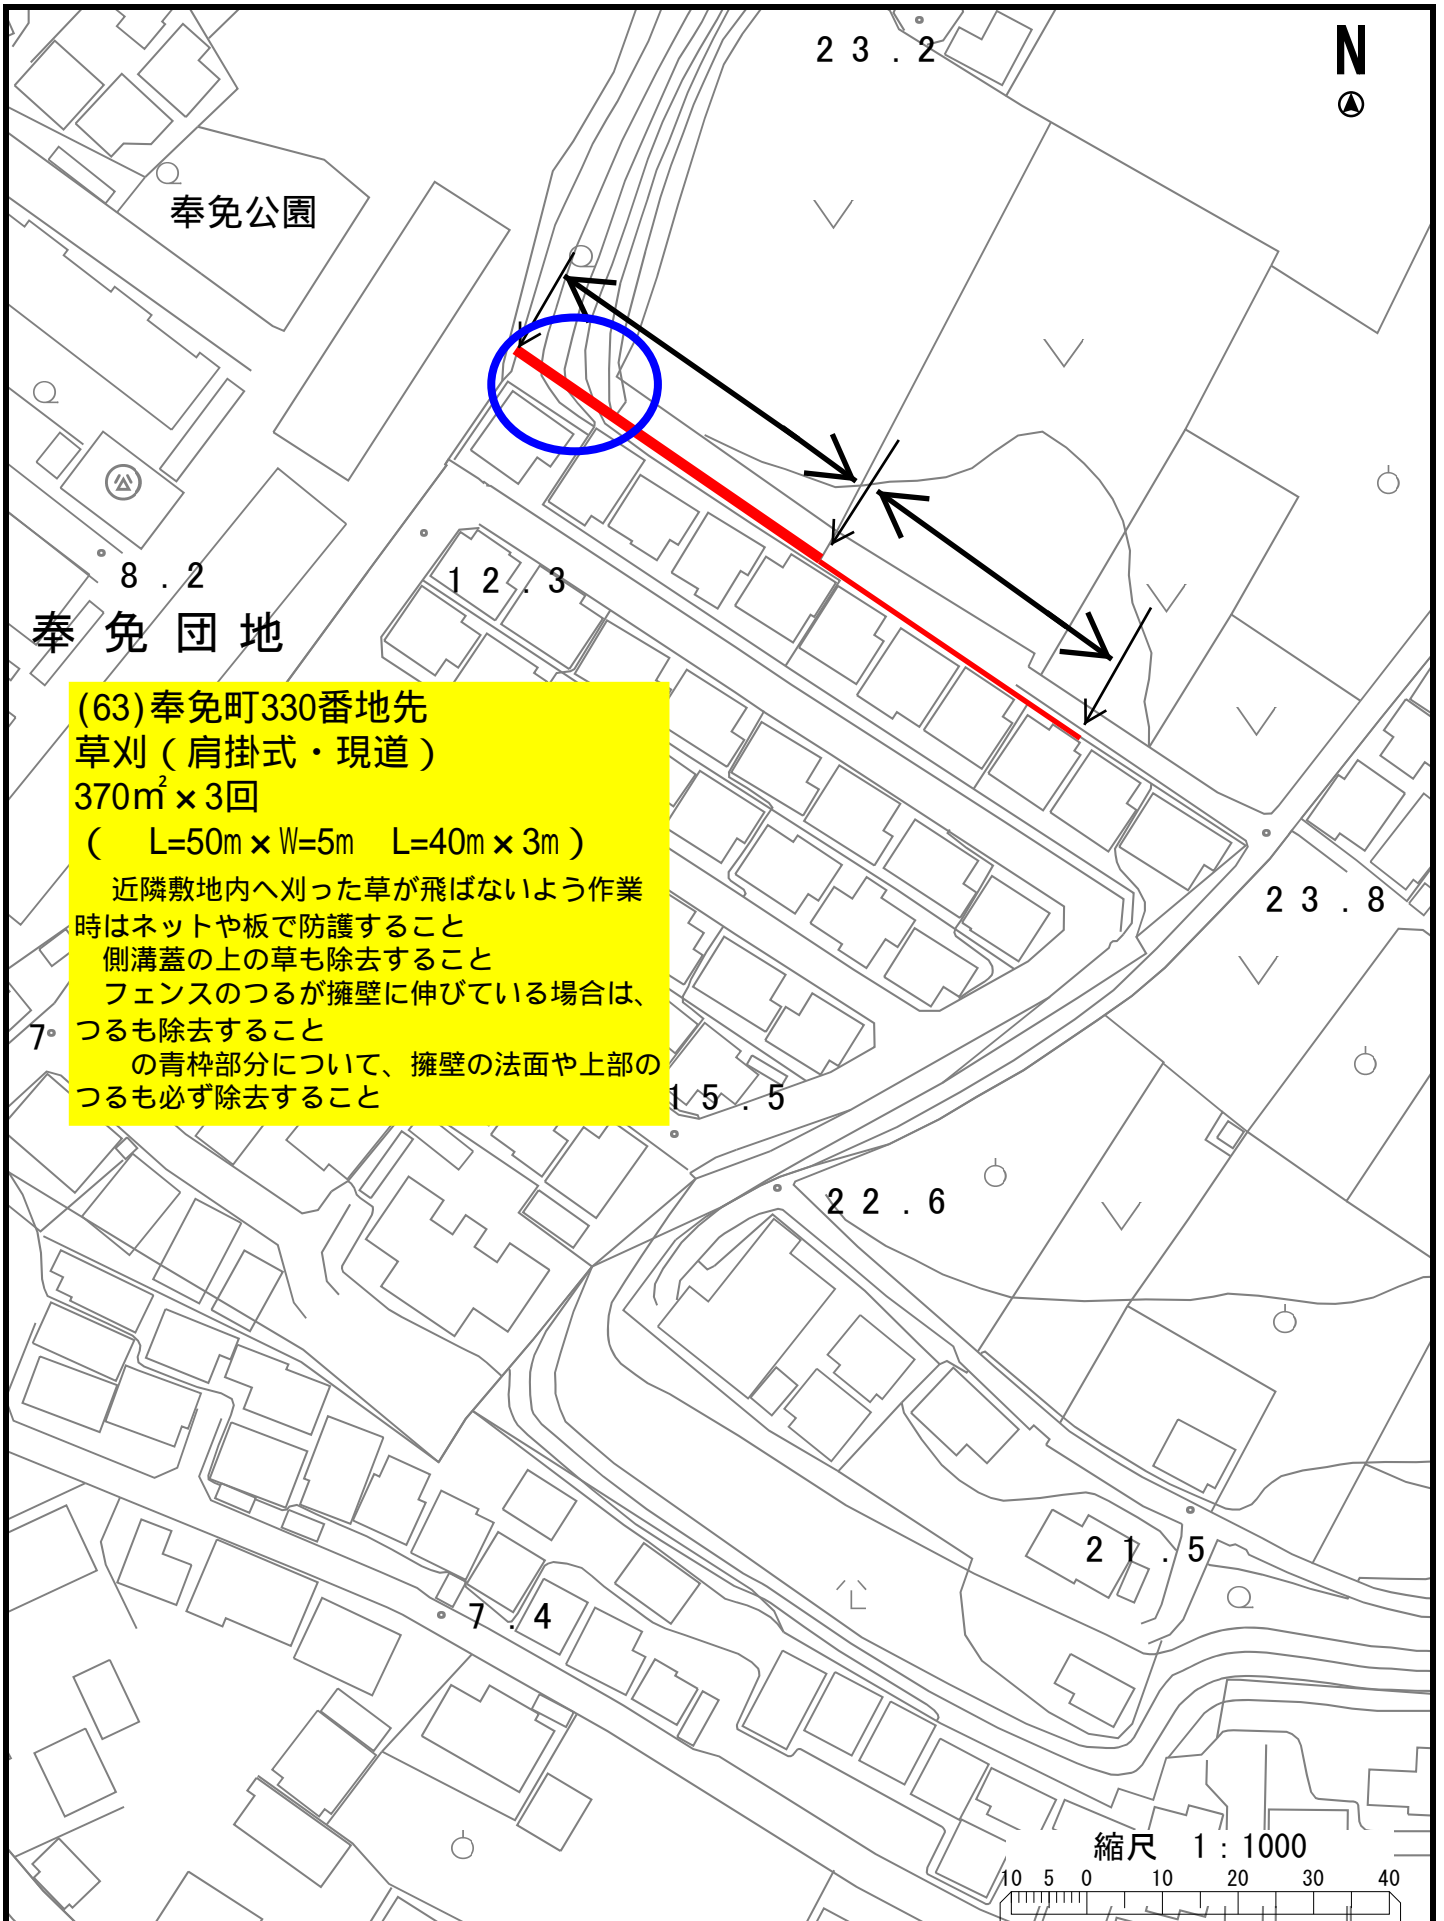 N
23.2
奉免公園
8.2
12.3
奉免団地
(63)奉免町330番地先
草刈（肩掛式・現道）
370㎡×3回
（　L=50m×W=5m　L=40m×3m）
近隣敷地内へ刈った草が飛ばないよう作業
時はネットや板で防護すること
側溝蓋の上の草も除去すること
フェンスのつるが擁壁に伸びている場合は、
つるも除去すること
の青枠部分について、擁壁の法面や上部の
つるも必ず除去すること
23.8
7
15.5
22.6
21.5
7.4
縮尺　1：1000
10 5 0 10 20 30 40